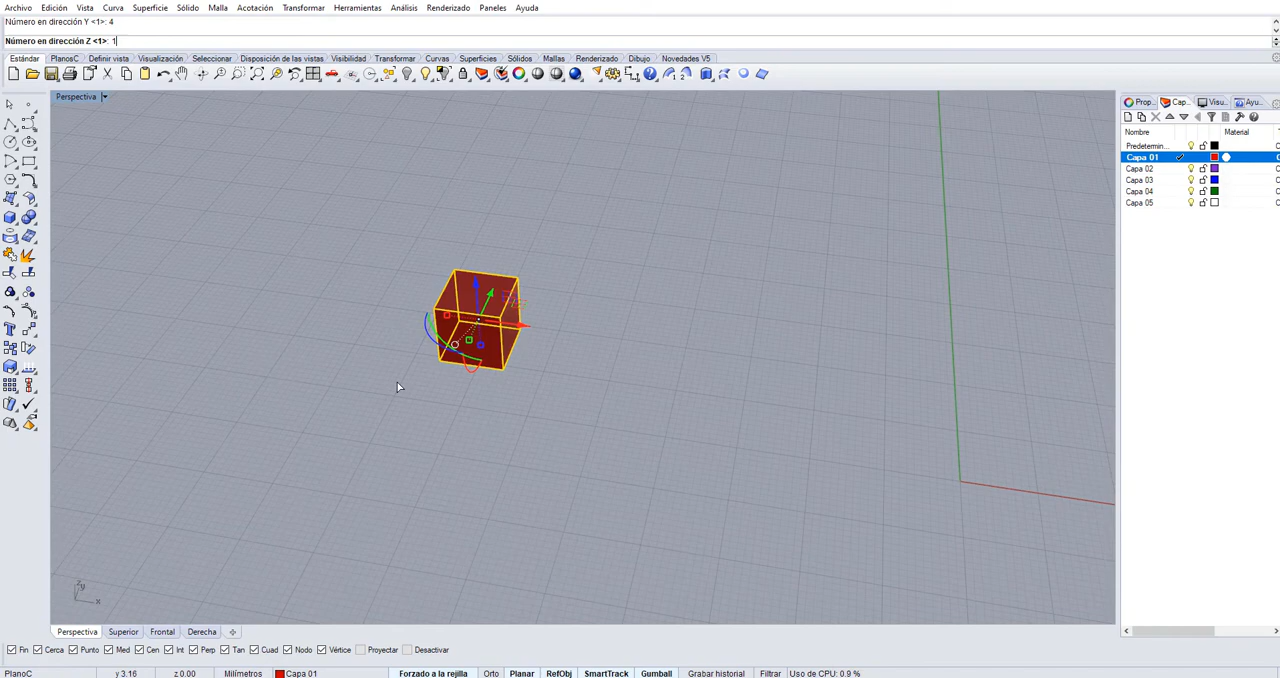 Archivo Edición Vista Curva Superficie Sólido Malla Acotación Transformar Herramientas Análisis Renderizado Paneles Ayuda
Número en dirección Y <1>: 4
Número en dirección Z <1>: 1
Estándar PlanosC Definir vista Visualización Seleccionar Disposición de las vistas Visibilidad Transformar Curvas Superficies Sólidos Mallas Renderizado Dibujo Novedades V5
Perspectiva
Prop... Cap... Visu... Ayu...
Nombre Material
Predetermin...
Capa 01
Capa 02
Capa 03
Capa 04
Capa 05
z y
x
Perspectiva Superior Frontal Derecha
Fin Cerca Punto Med Cen Int Perp Tan Cuad Nodo Vértice Proyectar Desactivar
PlanoC y 3.16 z 0.00 Milímetros Capa 01 Forzado a la rejilla Orto Planar RefObj SmartTrack Gumball Grabar historial Filtrar Uso de CPU: 0.9 %